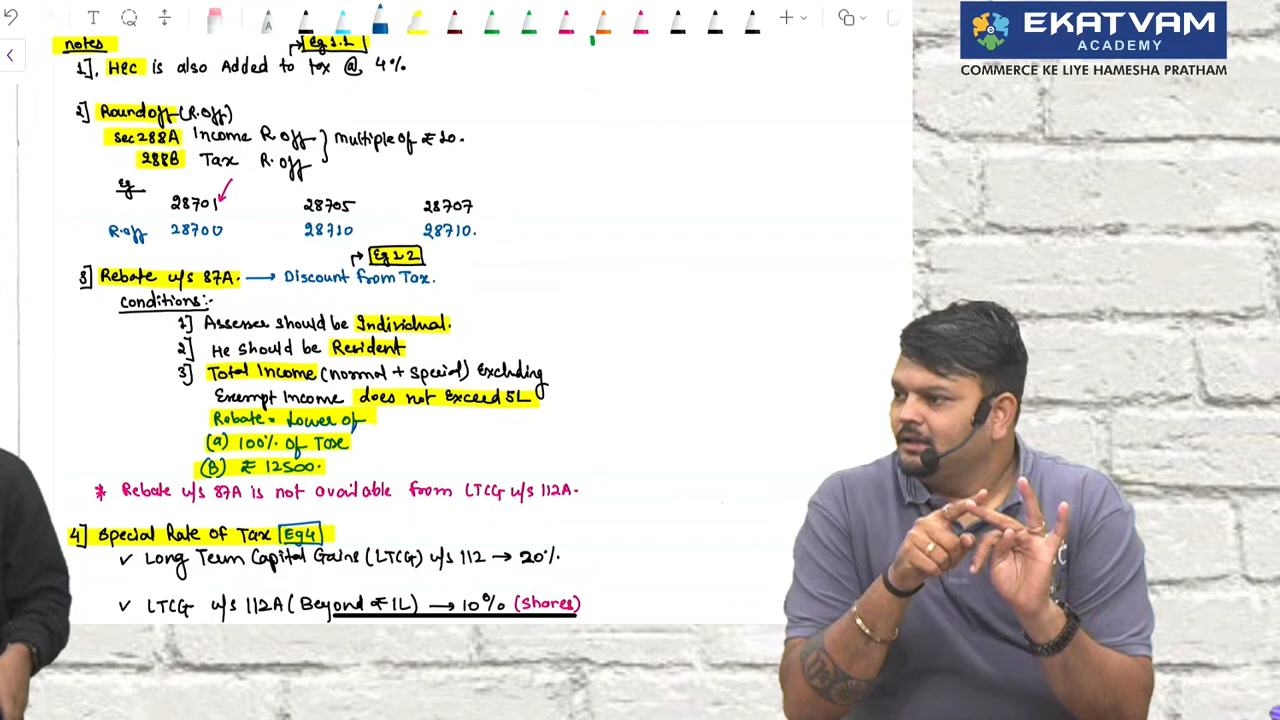 EKATVAM
ACADEMY
COMMERCE KE LIYE HAMESHA PRATHAM
notes
Eg 1.1
1]. HEC is also Added to tax @ 4%
2] Roundoff (R.off)
Sec 288A Income R.off
288B Tax R.off
multiple of ₹ 10.
Eg
28701 28705 28707
R.off 28700 28710 28710.
Eg 1.2
3] Rebate u/s 87A. → Discount from Tax.
Conditions:-
1] Assessee should be Individual.
2] He should be Resident
3] Total Income (normal + special) Excluding
Exempt Income does not Exceed 5L
Rebate = Lower of
(a) 100% of Tax
(B) ₹ 12500.
* Rebate u/s 87A is not available from LTCG u/s 112A.
4] Special Rate of Tax Eg4
✓ Long Term Capital Gains (LTCG) u/s 112 → 20%.
✓ LTCG u/s 112A (Beyond ₹ 1L) → 10% (Shares)